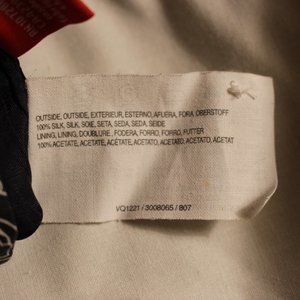 OUTSIDE, OUTSIDE, EXTERIEUR, ESTERNO, AFUERA, FORA, OBERSTOFF
100% SILK, SILK, SOIE, SETA, SEDA, SEDA, SEIDE
LINING, LINING, DOUBLURE, FODERA, FORRO, FORRO, FUTTER
100% ACETATE, ACETATE, ACÉTATE, ACETATO, ACETATO, ACETATO, ACETAT
VQ1221 / 3008065 / 807